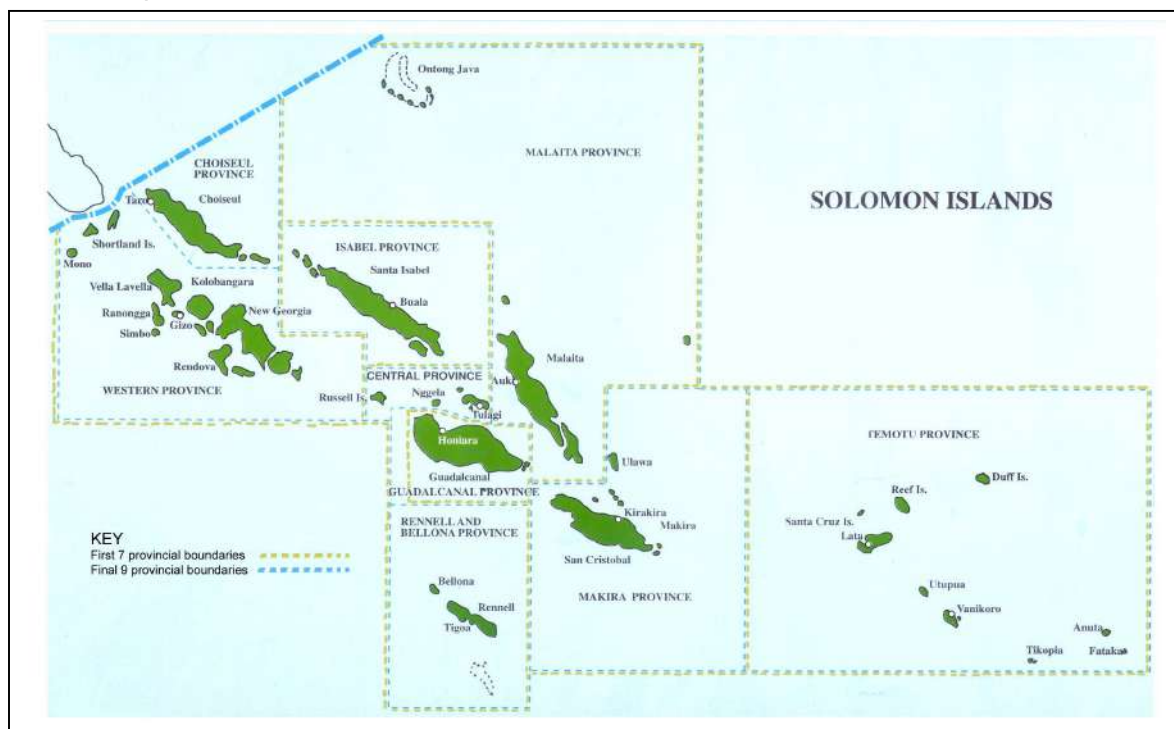 Ontong Java
MALAITA PROVINCE
SOLOMON ISLANDS
CHOISEUL
PROVINCE
Taro
Choiseul
Shortland Is.
Mono
ISABEL PROVINCE
Santa Isabel
Buala
Vella Lavella
Kolobangara
Ranongga
Gizo
New Georgia
Simbo
Rendova
WESTERN PROVINCE
Malaita
Auki
CENTRAL PROVINCE
Russell Is.
Nggela
Tulagi
Honiara
Guadalcanal
GUADALCANAL PROVINCE
Ulawa
TEMOTU PROVINCE
Duff Is.
Reef Is.
Santa Cruz Is.
Lata
Kirakira
Makira
San Cristobal
MAKIRA PROVINCE
RENNELL AND
BELLONA PROVINCE
Bellona
Rennell
Tigoa
Utupua
Vanikoro
Anuta
Tikopia
Fataka
KEY
First 7 provincial boundaries
Final 9 provincial boundaries